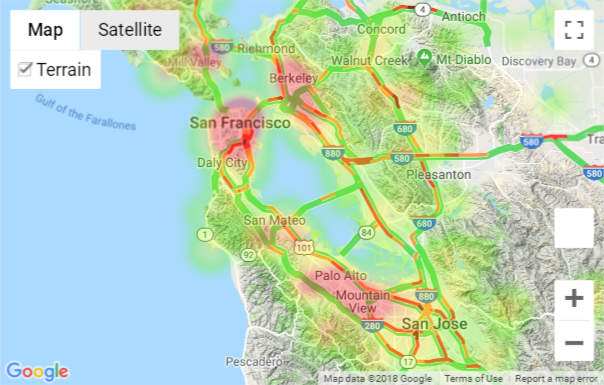 Map
Satellite
Terrain
Seashore
4
Antioch
Concord
580
Richmond
Mill Valley
Walnut Creek
Mt-Diablo
Discovery Bay
4
Berkeley
Gulf of the Farallones
San Francisco
680
580
Tra
Daly City
880
580
580
Pleasanton
San Mateo
680
1
84
92
101
Palo Alto
Mountain
View
880
280
San Jose
Pescadero
17
Google
Map data ©2018 Google
Terms of Use
Report a map error